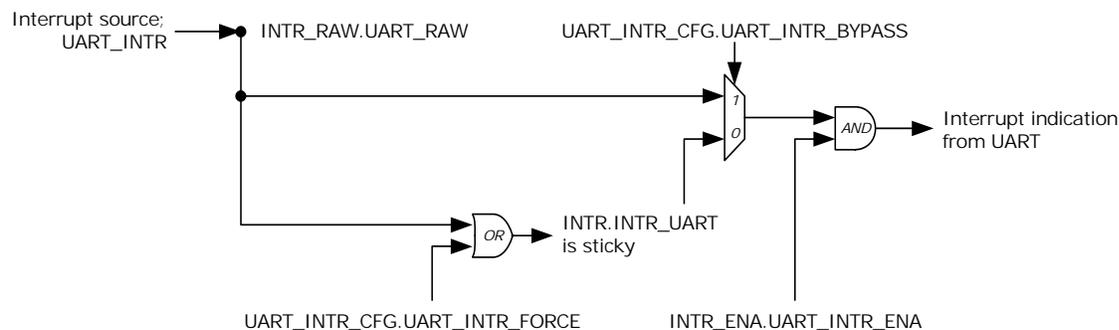 Interrupt source;
UART_INTR
INTR_RAW.UART_RAW
UART_INTR_CFG.UART_INTR_BYPASS
1
0
AND
Interrupt indication
from UART
OR
INTR.INTR_UART
is sticky
UART_INTR_CFG.UART_INTR_FORCE
INTR_ENA.UART_INTR_ENA